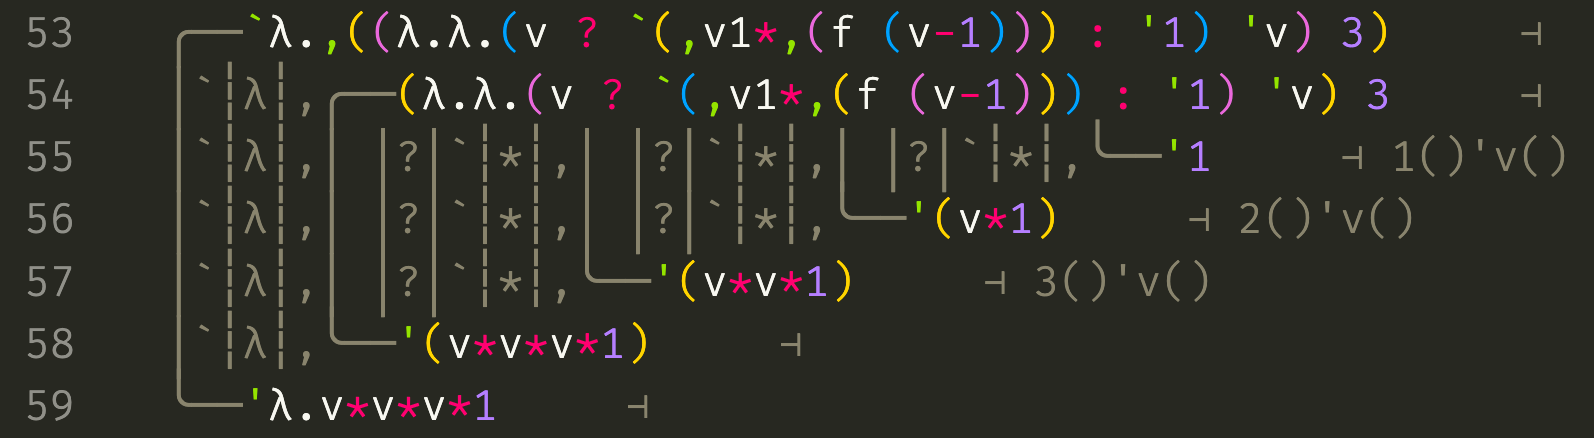 53 `λ.,((λ.λ.(v ? `(,v1*,(f (v-1))) : '1) 'v) 3) ⊣
54 `¦λ¦, (λ.λ.(v ? `(,v1*,(f (v-1))) : '1) 'v) 3 ⊣
55 `¦λ¦, |?|`¦*¦, |?|`¦*¦, |?|`¦*¦, '1 ⊣ 1()'v()
56 `¦λ¦, |?|`¦*¦, |?|`¦*¦, '(v*1) ⊣ 2()'v()
57 `¦λ¦, |?|`¦*¦, '(v*v*1) ⊣ 3()'v()
58 `¦λ¦, '(v*v*v*1) ⊣
59 'λ.v*v*v*1 ⊣